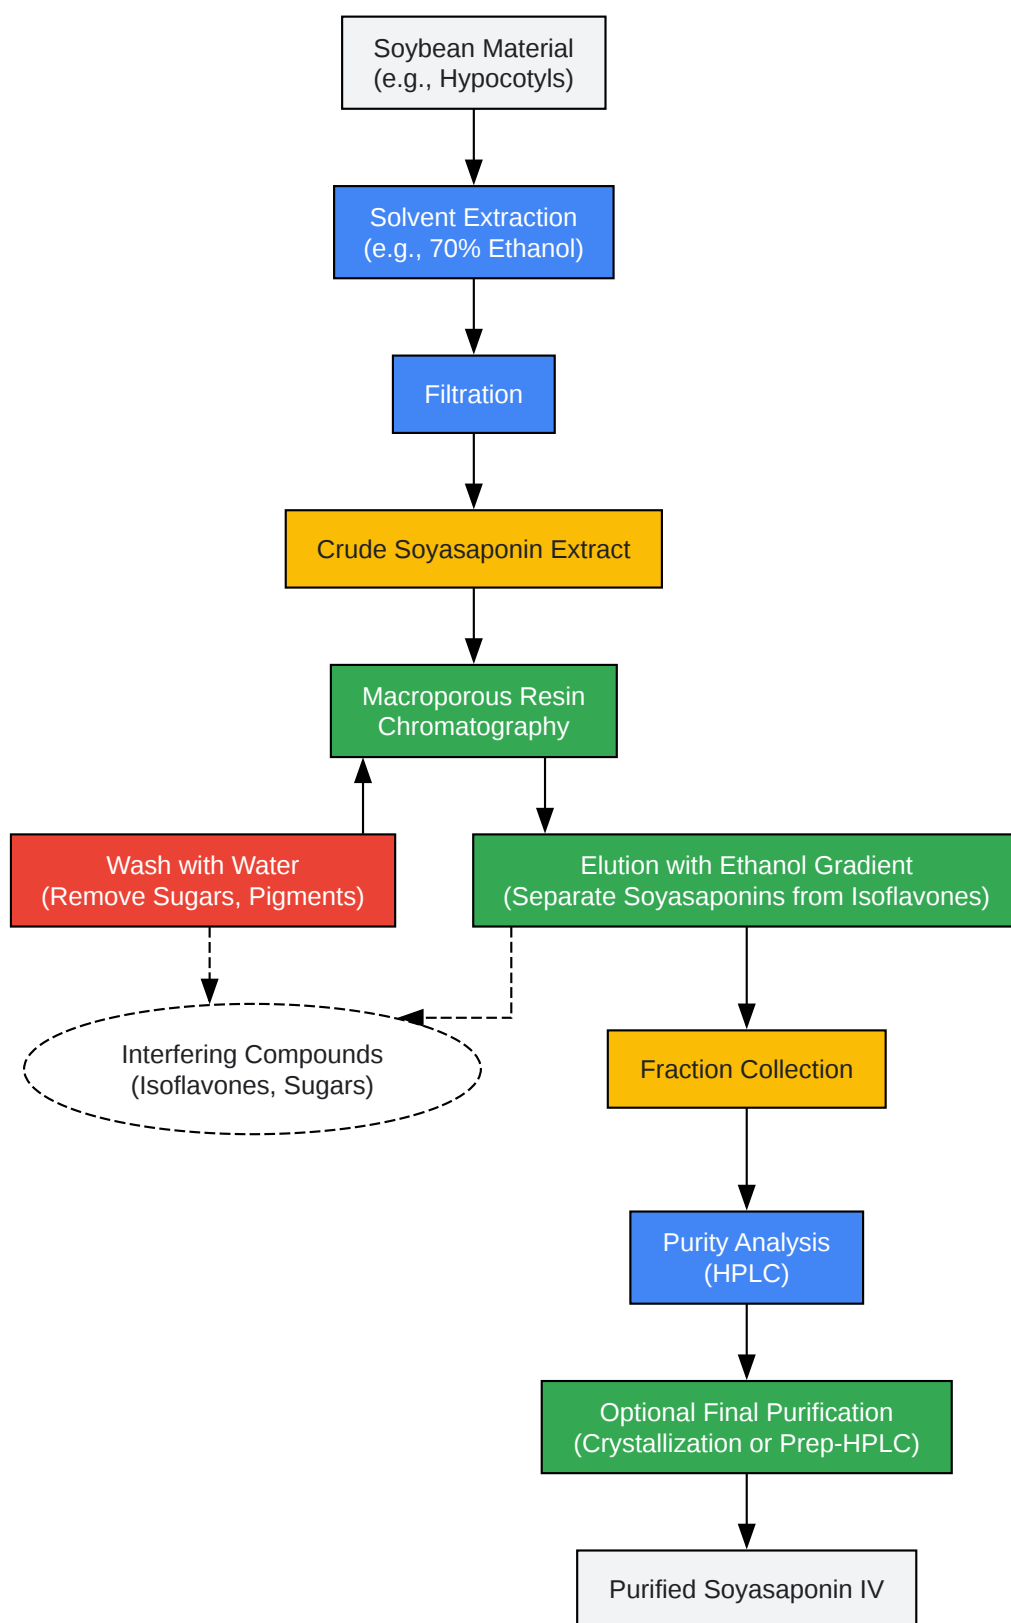 Soybean Material
(e.g., Hypocotyls)
Solvent Extraction
(e.g., 70% Ethanol)
Filtration
Crude Soyasaponin Extract
Macroporous Resin
Chromatography
Wash with Water
(Remove Sugars, Pigments)
Elution with Ethanol Gradient
(Separate Soyasaponins from Isoflavones)
Interfering Compounds
(Isoflavones, Sugars)
Fraction Collection
Purity Analysis
(HPLC)
Optional Final Purification
(Crystallization or Prep-HPLC)
Purified Soyasaponin IV